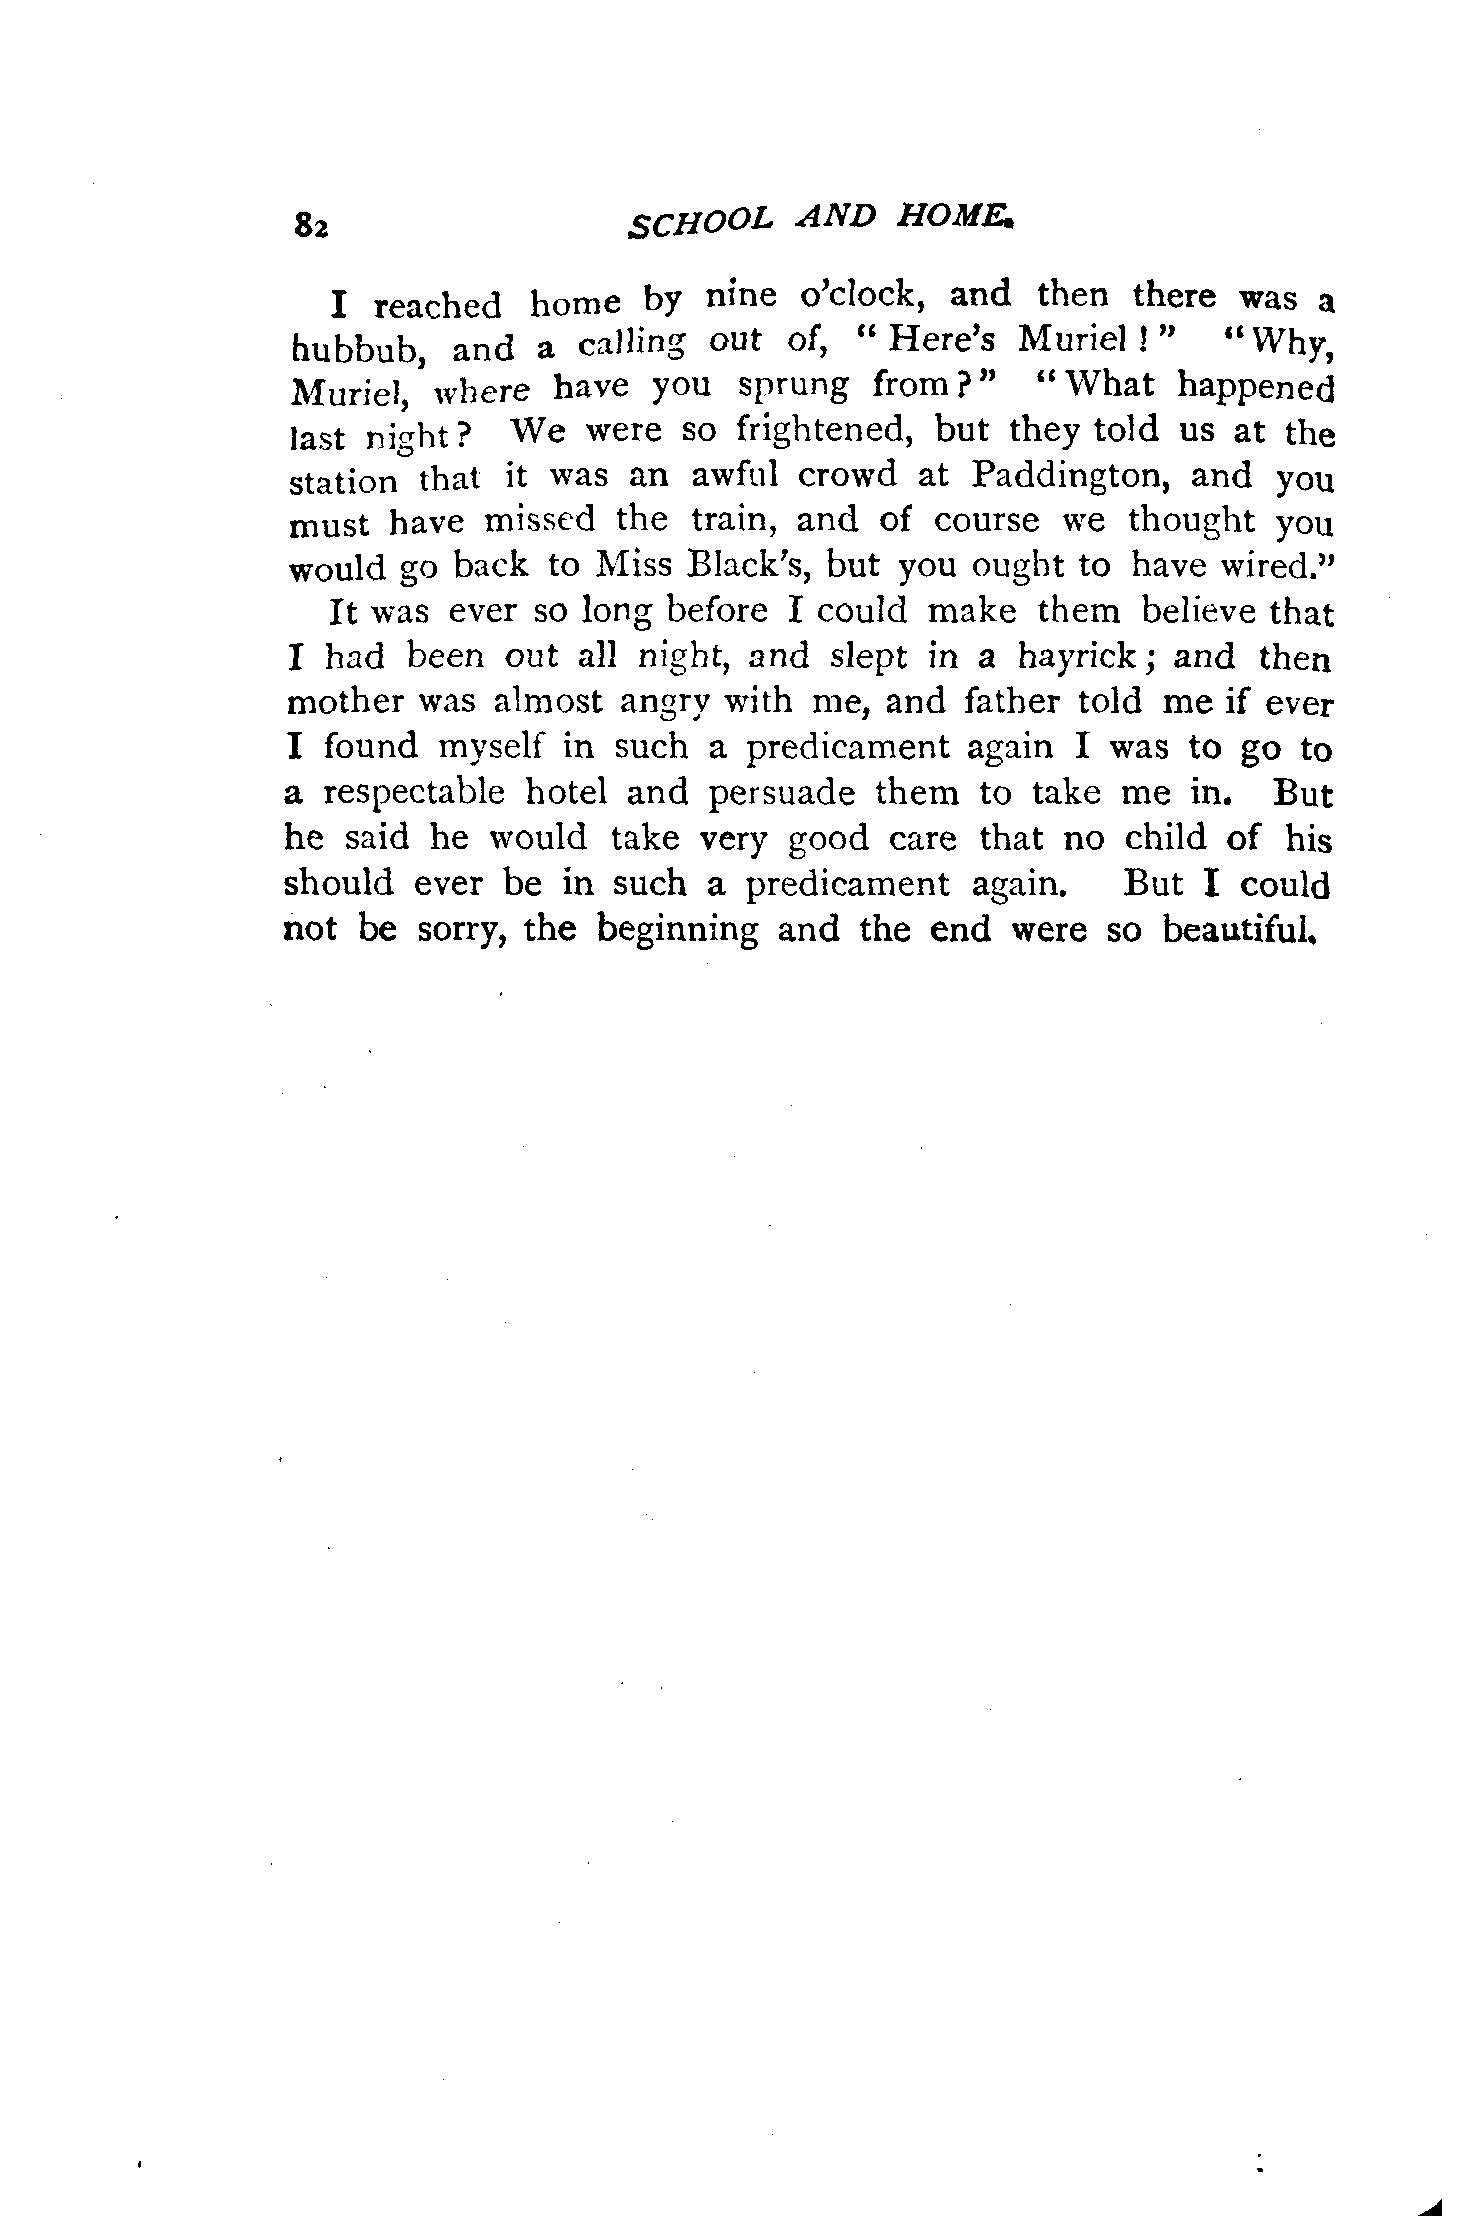 82 SCHOOL AND HOME.
I reached home by nine o'clock, and then there was a
hubbub, and a calling out of, "Here's Muriel!" "Why,
Muriel, where have you sprung from?" "What happened
last night? We were so frightened, but they told us at the
station that it was an awful crowd at Paddington, and you
must have missed the train, and of course we thought you
would go back to Miss Black's, but you ought to have wired."
It was ever so long before I could make them believe that
I had been out all night, and slept in a hayrick; and then
mother was almost angry with me, and father told me if ever
I found myself in such a predicament again I was to go to
a respectable hotel and persuade them to take me in. But
he said he would take very good care that no child of his
should ever be in such a predicament again. But I could
not be sorry, the beginning and the end were so beautiful.